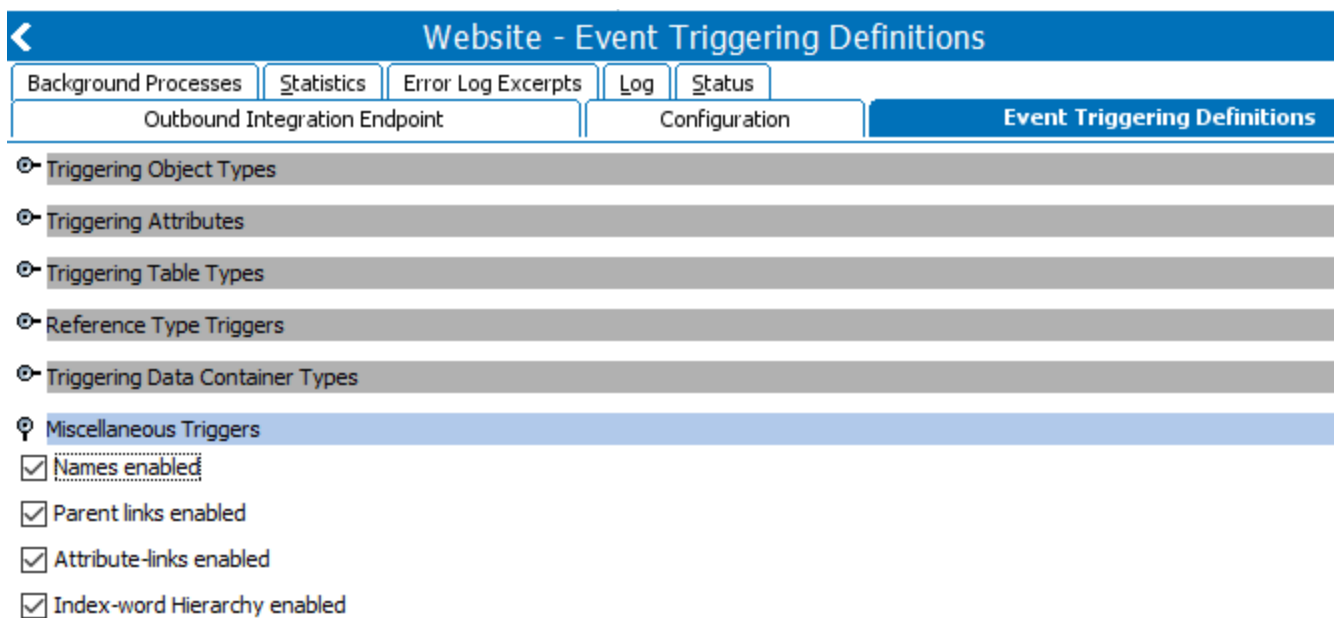 Website - Event Triggering Definitions
Background Processes Statistics Error Log Excerpts Log Status
Outbound Integration Endpoint Configuration Event Triggering Definitions
Triggering Object Types
Triggering Attributes
Triggering Table Types
Reference Type Triggers
Triggering Data Container Types
Miscellaneous Triggers
Names enabled
Parent links enabled
Attribute-links enabled
Index-word Hierarchy enabled